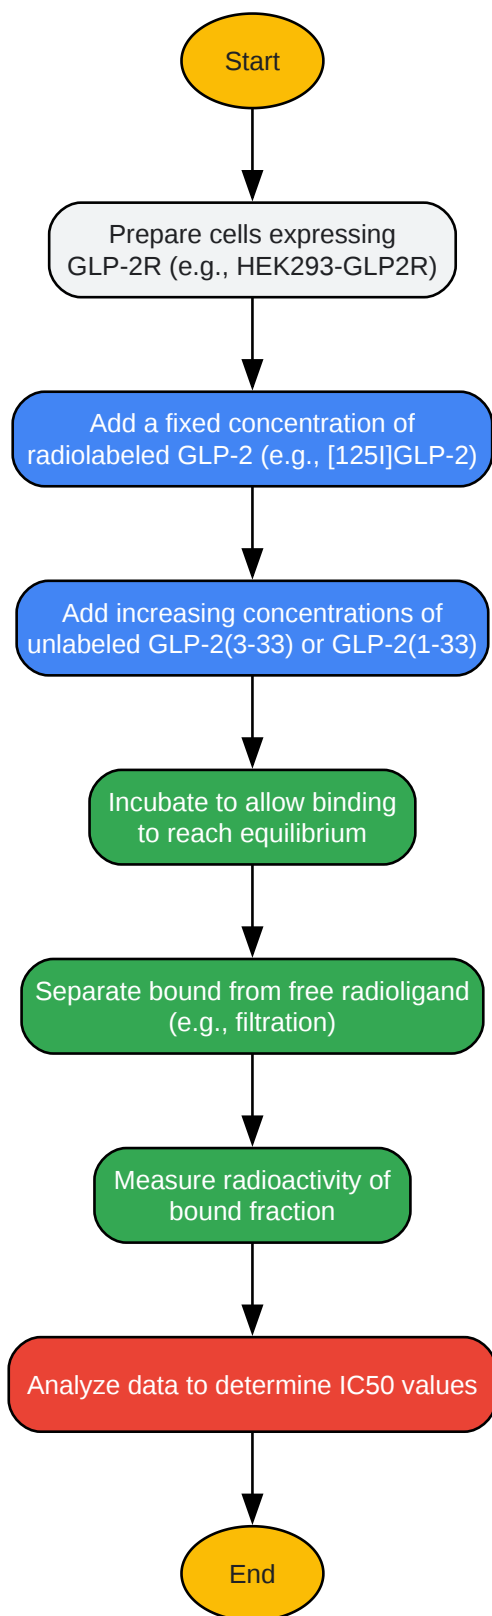 Start
Prepare cells expressing
GLP-2R (e.g., HEK293-GLP2R)
Add a fixed concentration of
radiolabeled GLP-2 (e.g., [125I]GLP-2)
Add increasing concentrations of
unlabeled GLP-2(3-33) or GLP-2(1-33)
Incubate to allow binding
to reach equilibrium
Separate bound from free radioligand
(e.g., filtration)
Measure radioactivity of
bound fraction
Analyze data to determine IC50 values
End